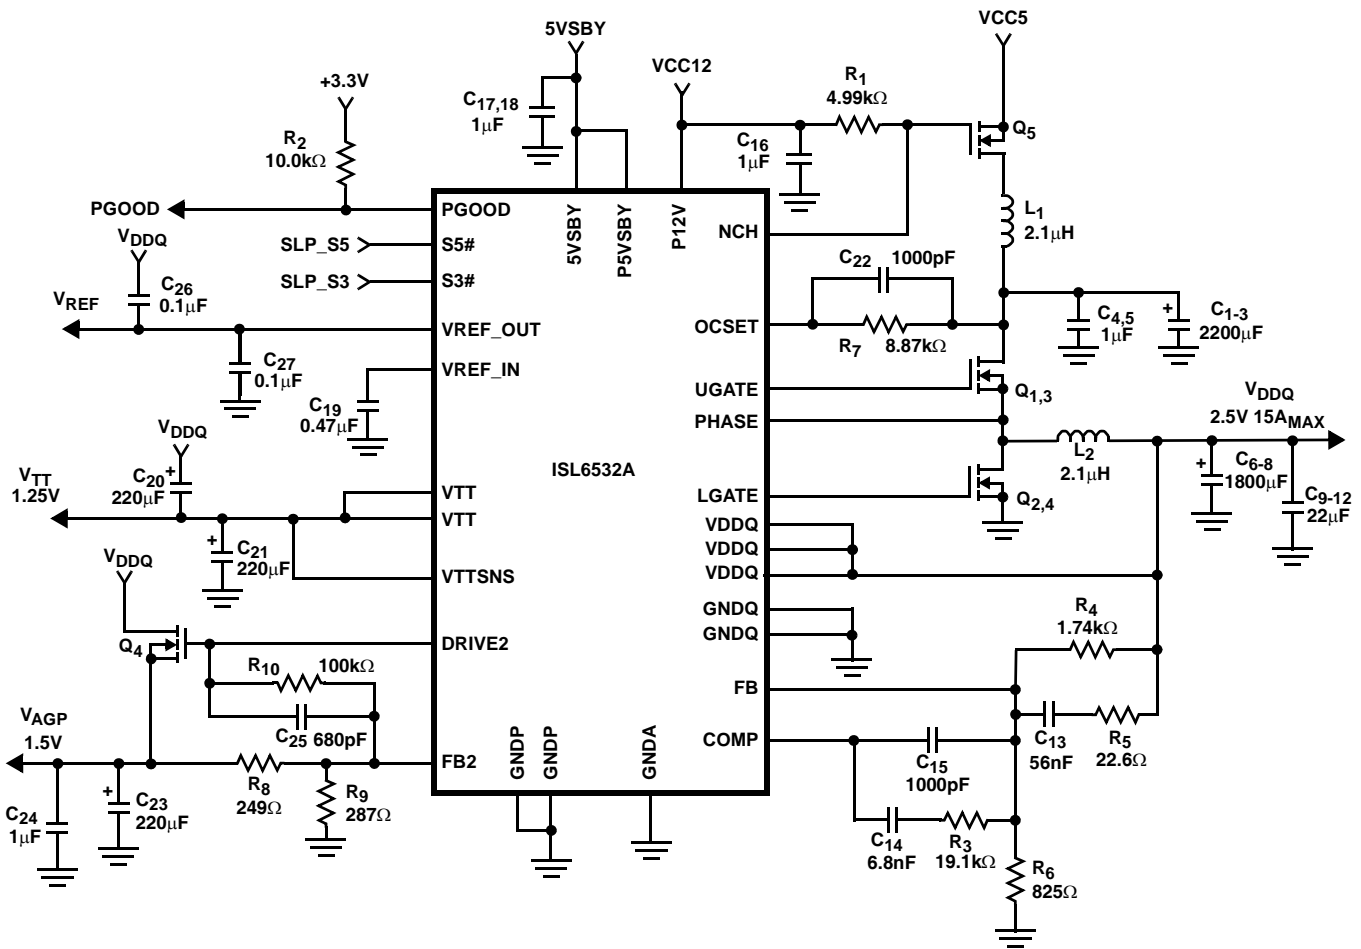 5VSBY
VCC5
VCC12
+3.3V
R1
4.99kΩ
C17,18
1µF
Q5
R2
10.0kΩ
C16
1µF
L1
2.1µH
PGOOD
PGOOD
5VSBY
P5VSBY
P12V
NCH
SLP_S5
S5#
VDDQ
SLP_S3
S3#
C22
1000pF
C26
0.1µF
VREF
VREF_OUT
OCSET
R7
8.87kΩ
C4,5
1µF
C1-3
+
2200µF
C27
0.1µF
VREF_IN
UGATE
Q1,3
C19
0.47µF
PHASE
VDDQ
2.5V 15AMAX
VDDQ
ISL6532A
L2
2.1µH
VTT
1.25V
C20
+
220µF
VTT
LGATE
Q2,4
C6-8
+
1800µF
C9-12
22µF
VTT
VDDQ
VDDQ
VDDQ
+
C21
220µF
VTTSNS
VDDQ
GNDQ
GNDQ
R4
1.74kΩ
Q4
DRIVE2
R10
100kΩ
FB
C25
680pF
VAGP
1.5V
COMP
C13
56nF
R5
22.6Ω
FB2
GNDP
GNDP
GNDA
C15
1000pF
R8
249Ω
R9
287Ω
C24
1µF
+
C23
220µF
C14
6.8nF
R3
19.1kΩ
R6
825Ω